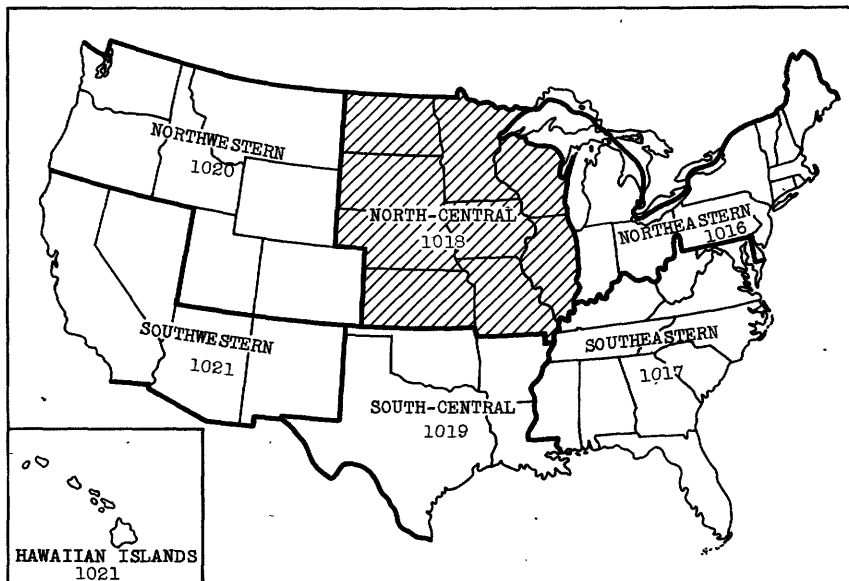 NORTHWESTERN
1020
NORTH-CENTRAL
1018
NORTHEASTERN
1016
SOUTHWESTERN
1021
SOUTHEASTERN
1017
SOUTH-CENTRAL
1019
HAWAIIAN ISLANDS
1021